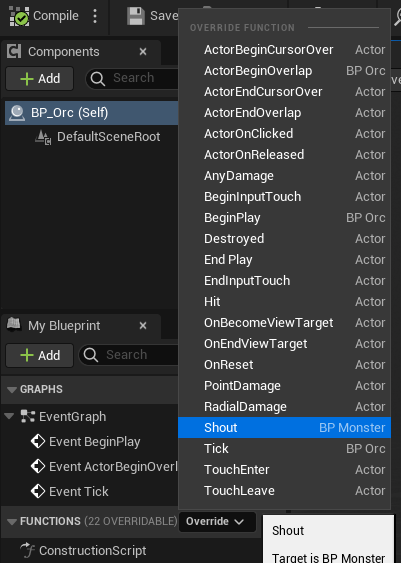 Compile
Save
Components
Add
Search
BP_Orc (Self)
DefaultSceneRoot
My Blueprint
Add
Search
GRAPHS
EventGraph
Event BeginPlay
Event ActorBeginOverl
Event Tick
FUNCTIONS (22 OVERRIDABLE)
Override
ConstructionScript
OVERRIDE FUNCTION
ActorBeginCursorOver Actor
ActorBeginOverlap BP Orc
ActorEndCursorOver Actor
ActorEndOverlap Actor
ActorOnClicked Actor
ActorOnReleased Actor
AnyDamage Actor
BeginInputTouch Actor
BeginPlay BP Orc
Destroyed Actor
End Play Actor
EndInputTouch Actor
Hit Actor
OnBecomeViewTarget Actor
OnEndViewTarget Actor
OnReset Actor
PointDamage Actor
RadialDamage Actor
Shout BP Monster
Tick BP Orc
TouchEnter Actor
TouchLeave Actor
Shout
Target is BP Monster